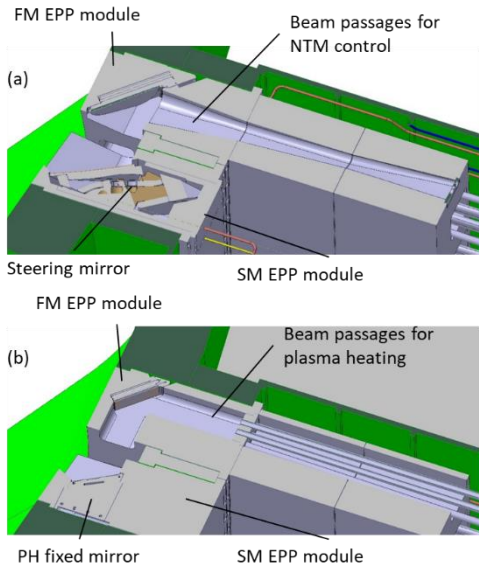 FM EPP module
Beam passages for
NTM control
(a)
Steering mirror
SM EPP module
FM EPP module
Beam passages for
plasma heating
(b)
PH fixed mirror
SM EPP module